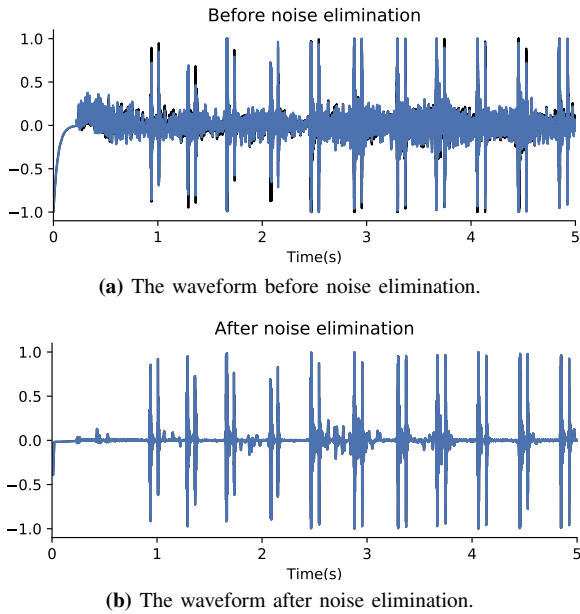 Before noise elimination
1.0
0.5
0.0
−0.5
−1.0
0 1 2 3 4 5
Time(s)
(a) The waveform before noise elimination.
After noise elimination
1.0
0.5
0.0
−0.5
−1.0
0 1 2 3 4 5
Time(s)
(b) The waveform after noise elimination.